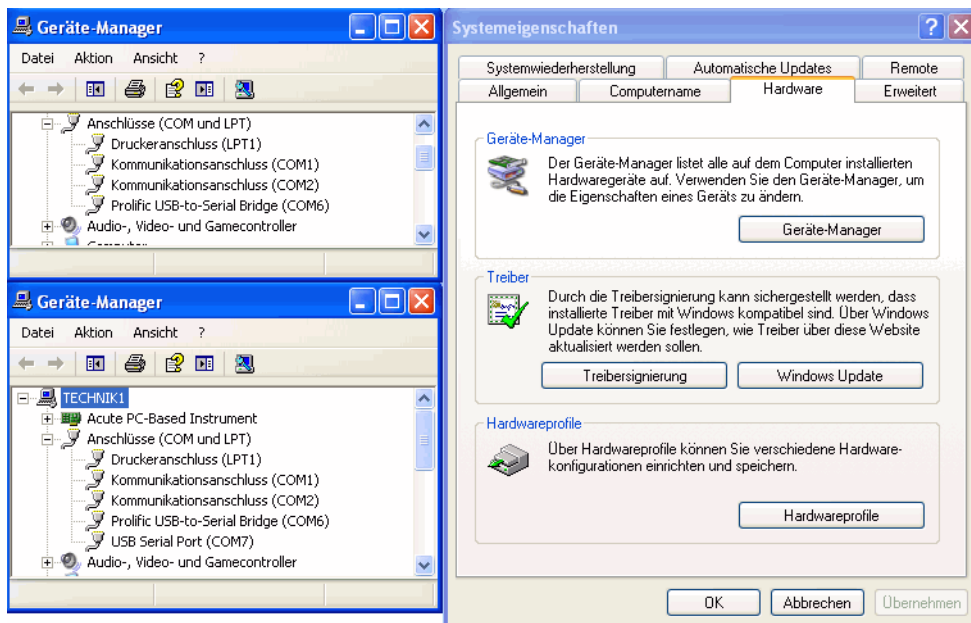 Geräte-Manager
Datei Aktion Ansicht ?
Anschlüsse (COM und LPT)
Druckeranschluss (LPT1)
Kommunikationsanschluss (COM1)
Kommunikationsanschluss (COM2)
Prolific USB-to-Serial Bridge (COM6)
Audio-, Video- und Gamecontroller
Geräte-Manager
Datei Aktion Ansicht ?
TECHNIK1
Acute PC-Based Instrument
Anschlüsse (COM und LPT)
Druckeranschluss (LPT1)
Kommunikationsanschluss (COM1)
Kommunikationsanschluss (COM2)
Prolific USB-to-Serial Bridge (COM6)
USB Serial Port (COM7)
Audio-, Video- und Gamecontroller
Systemeigenschaften
Systemwiederherstellung Automatische Updates Remote
Allgemein Computername Hardware Erweitert
Geräte-Manager
Der Geräte-Manager listet alle auf dem Computer installierten
Hardwaregeräte auf. Verwenden Sie den Geräte-Manager, um
die Eigenschaften eines Geräts zu ändern.
Geräte-Manager
Treiber
Durch die Treibersignierung kann sichergestellt werden, dass
installierte Treiber mit Windows kompatibel sind. Über Windows
Update können Sie festlegen, wie Treiber über diese Website
aktualisiert werden sollen.
Treibersignierung Windows Update
Hardwareprofile
Über Hardwareprofile können Sie verschiedene Hardware-
konfigurationen einrichten und speichern.
Hardwareprofile
OK Abbrechen Übernehmen